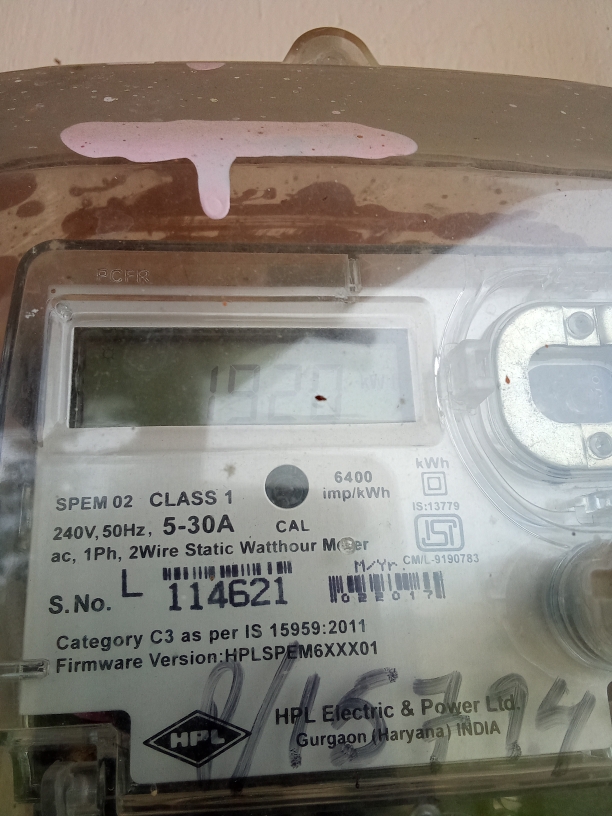 SPEM 02 CLASS 1
6400
imp/kWh
kWh
IS:13779
240V, 50Hz, 5-30A
CAL
ac, 1Ph, 2Wire Static Watthour Meter
CM/L-9190783
M/Yr.
S.No. L 114621
022017
Category C3 as per IS 15959:2011
Firmware Version:HPLSPEM6XXX01
HPL
HPL Electric & Power Ltd.
Gurgaon (Haryana) INDIA